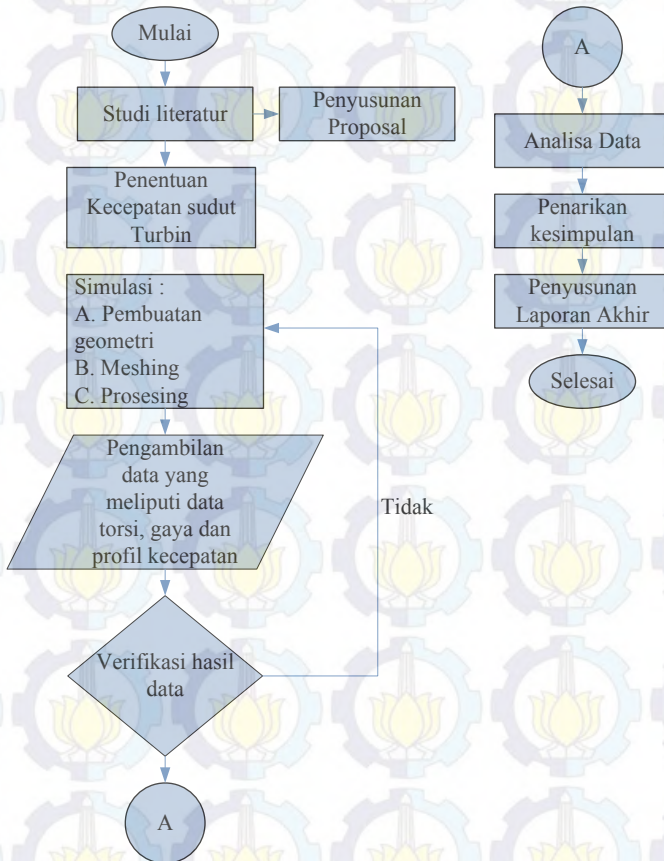 Mulai
Studi literatur
Penyusunan
Proposal
Penentuan
Kecepatan sudut
Turbin
Simulasi :
A. Pembuatan
geometri
B. Meshing
C. Prosesing
Pengambilan
data yang
meliputi data
torsi, gaya dan
profil kecepatan
Tidak
Verifikasi hasil
data
A
A
Analisa Data
Penarikan
kesimpulan
Penyusunan
Laporan Akhir
Selesai